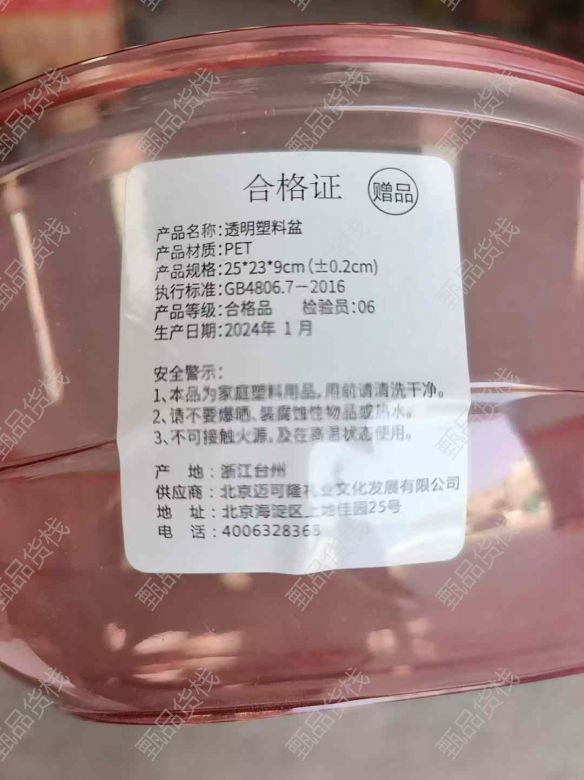 合格证 赠品
产品名称:透明塑料盆
产品材质:PET
产品规格:25*23*9cm(±0.2cm)
执行标准:GB4806.7-2016
产品等级:合格品 检验员:06
生产日期:2024年 1 月
安全警示:
1、本品为家庭塑料用品，用前请清洗干净。
2、请不要爆晒、装腐蚀性物品或热水。
3、不可接触火源，及在高温状态使用。
产 地:浙江台州
供应商:北京迈可隆礼业文化发展有限公司
地 址:北京海淀区上地佳园25号
电 话:4006328368
甄品货栈